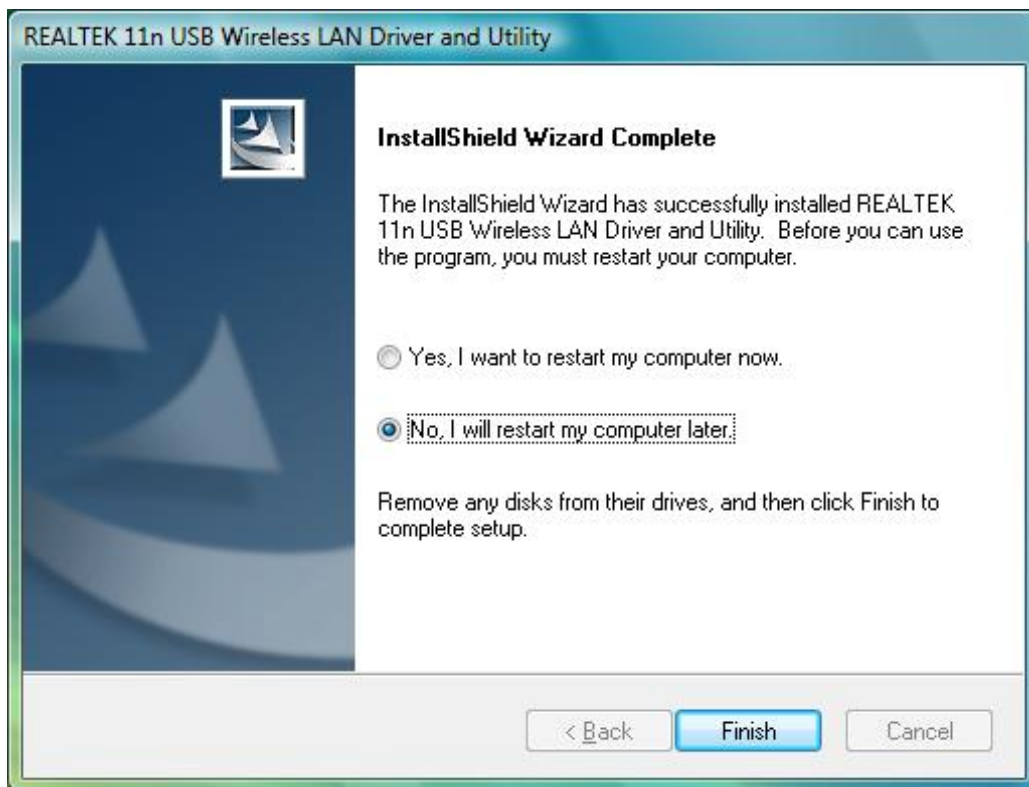 REALTEK 11n USB Wireless LAN Driver and Utility
InstallShield Wizard Complete
The InstallShield Wizard has successfully installed REALTEK
11n USB Wireless LAN Driver and Utility.  Before you can use
the program, you must restart your computer.
Yes, I want to restart my computer now.
No, I will restart my computer later.
Remove any disks from their drives, and then click Finish to
complete setup.
< Back
Finish
Cancel